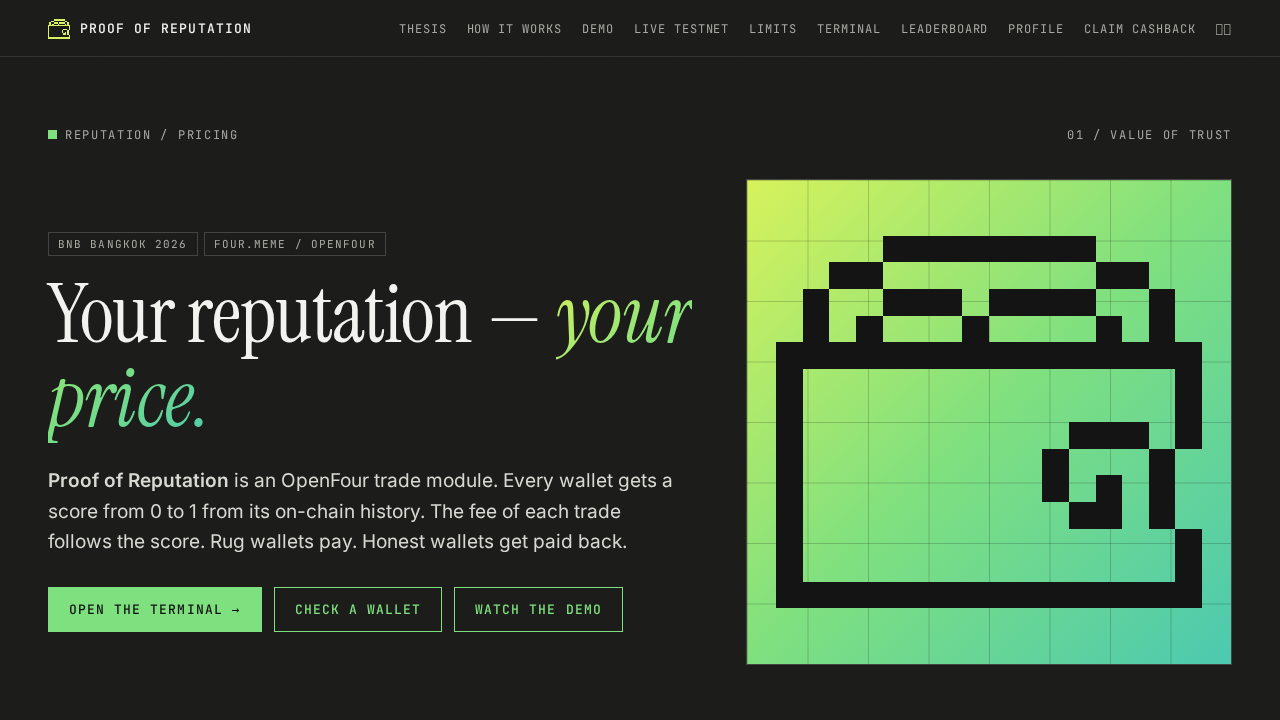 PROOF OF REPUTATION
THESIS
HOW IT WORKS
DEMO
LIVE TESTNET
LIMITS
TERMINAL
LEADERBOARD
PROFILE
CLAIM CASHBACK
REPUTATION / PRICING
01 / VALUE OF TRUST
BNB BANGKOK 2026
FOUR.MEME / OPENFOUR
Your reputation — your
price.
Proof of Reputation is an OpenFour trade module. Every wallet gets a
score from 0 to 1 from its on-chain history. The fee of each trade
follows the score. Rug wallets pay. Honest wallets get paid back.
OPEN THE TERMINAL →
CHECK A WALLET
WATCH THE DEMO